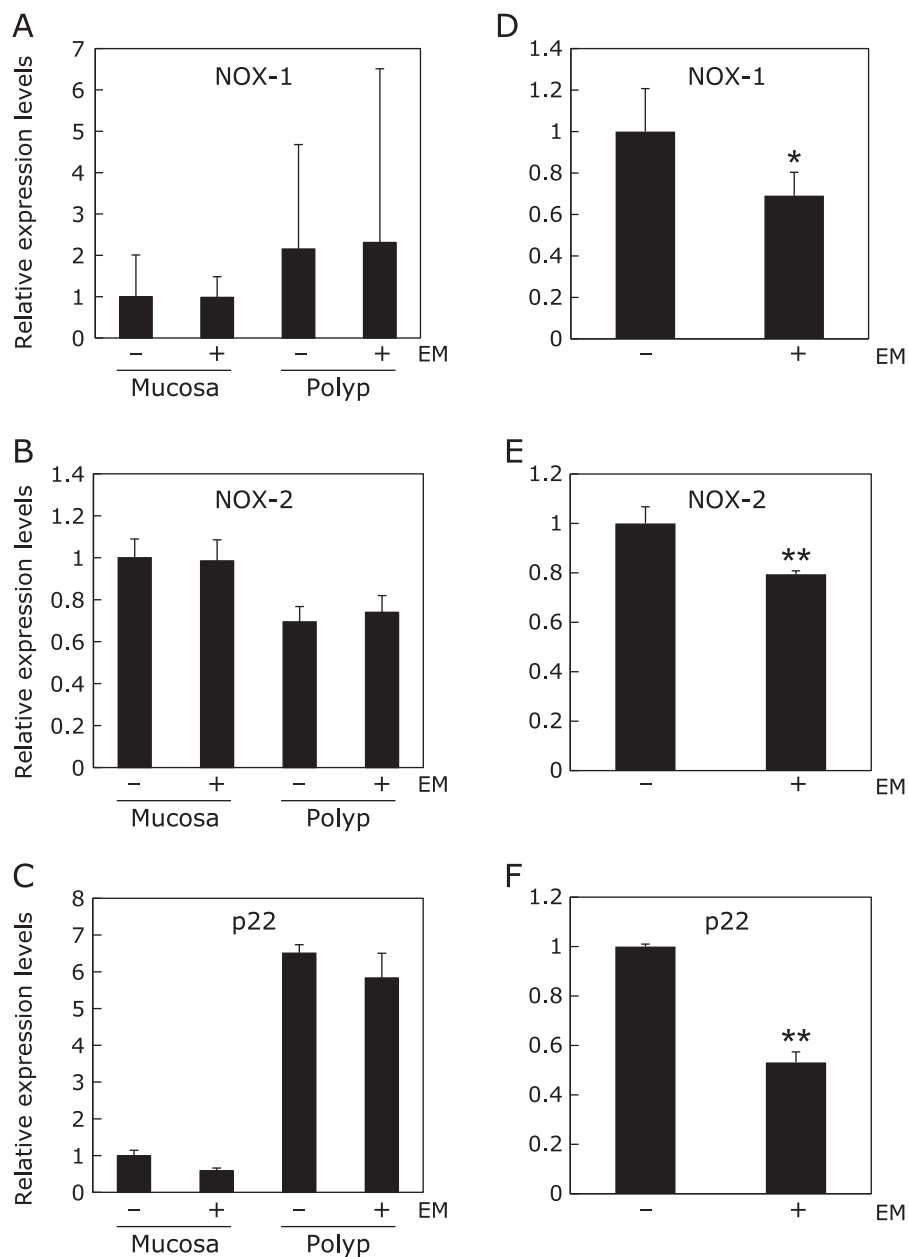 A
Relative expression levels
7
6
5
4
3
2
1
0
NOX-1
− + − + EM
Mucosa Polyp
D
1.4
1.2
1
0.8
0.6
0.4
0.2
0
NOX-1
*
− + EM
B
Relative expression levels
1.4
1.2
1
0.8
0.6
0.4
0.2
0
NOX-2
− + − + EM
Mucosa Polyp
E
1.2
1
0.8
0.6
0.4
0.2
0
NOX-2
**
− + EM
C
Relative expression levels
8
7
6
5
4
3
2
1
0
p22
− + − + EM
Mucosa Polyp
F
1.2
1
0.8
0.6
0.4
0.2
0
p22
**
− + EM